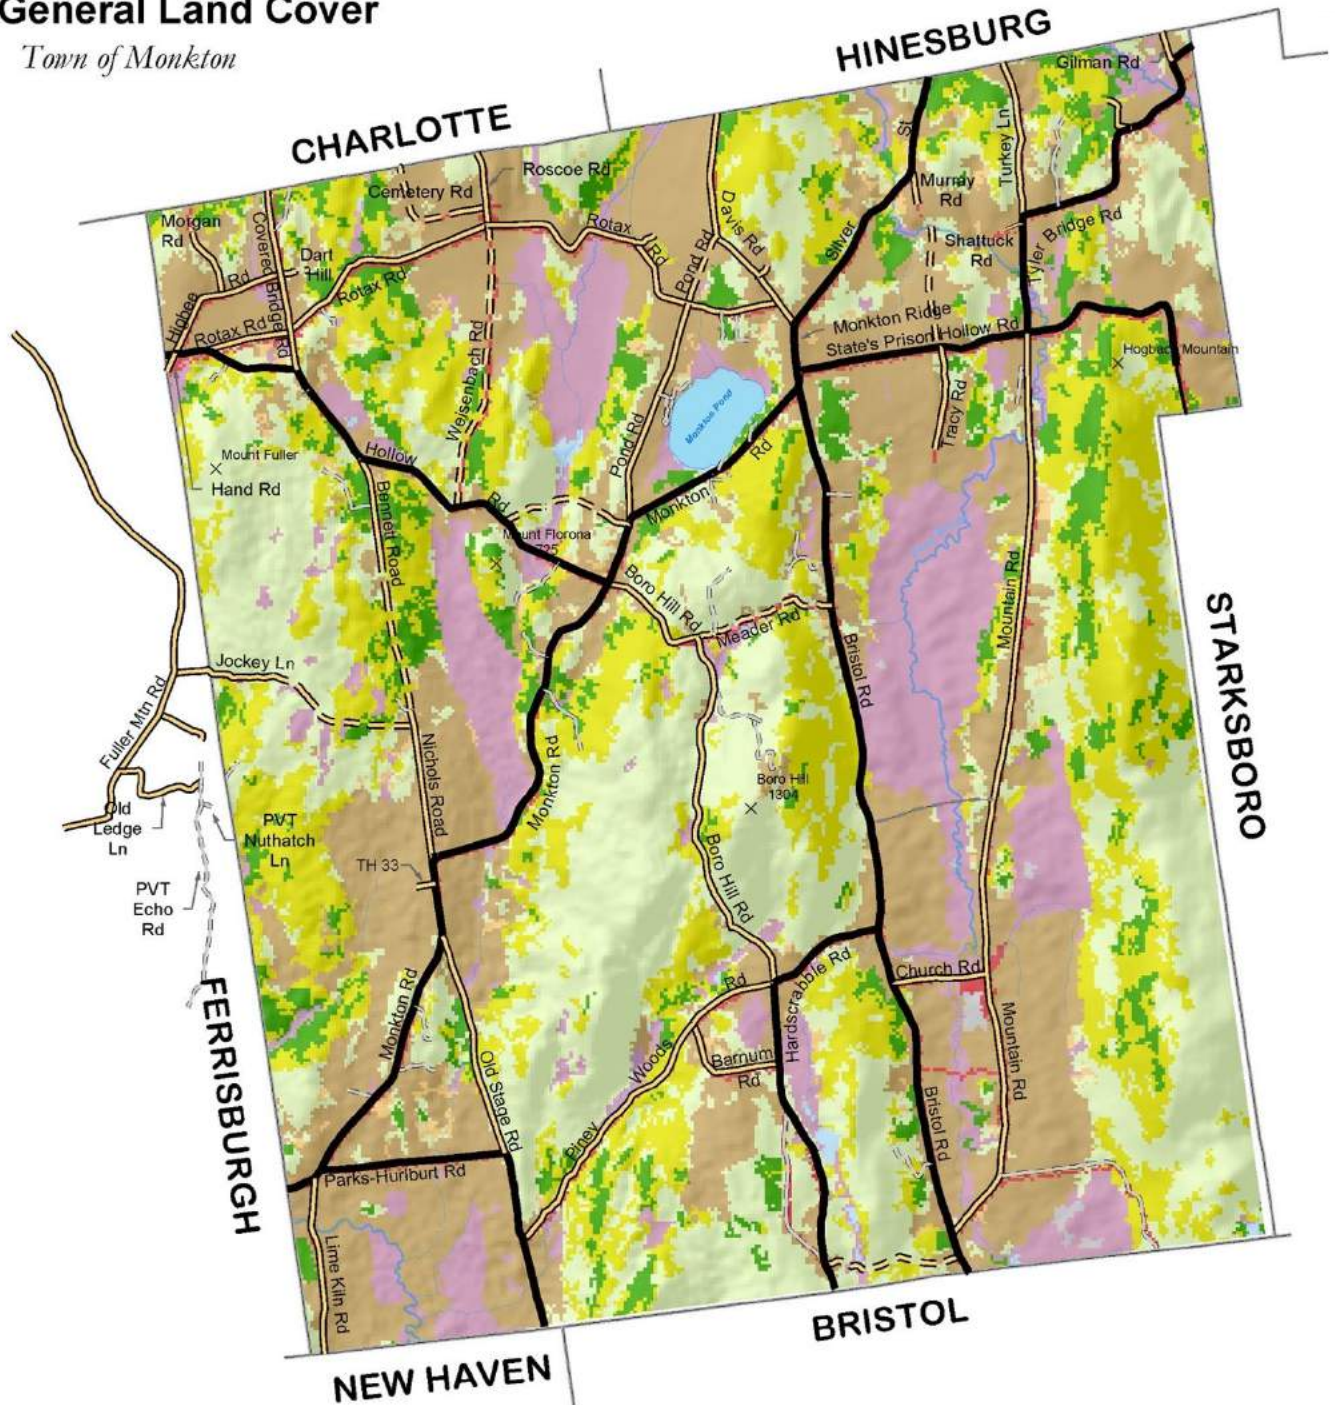 General Land Cover
Town of Monkton
HINESBURG
CHARLOTTE
Gilman Rd
Roscoe Rd
Cemetery Rd
St
Turkey Ln
Murray
Rd
Morgan
Rd
Covered
Bridge Rd
Dart
Hill
Rotax
Rd
Davis Rd
Silver
Shattuck
Rd
Tyler
Bridge Rd
Higbee
Rd
Rotax Rd
Rotax Rd
Pond Rd
Monkton Ridge
State's Prison Hollow Rd
Hogback Mountain
Weisenbach Rd
Monkton Pond
Tracy Rd
Mount Fuller
Hand Rd
Hollow
Rd
Pond Rd
Monkton
Rd
Bennett Road
Mount Florona
725
Boro Hill Rd
Meader Rd
Mountain Rd
Bristol Rd
STARKSBORO
Jockey Ln
Fuller Mtn Rd
Nichols Road
Monkton Rd
Boro Hill
1304
Old
Ledge
Ln
PVT
Nuthatch
Ln
TH 33
PVT
Echo
Rd
Boro Hill Rd
FERRISBURGH
Monkton Rd
Hardscrabble Rd
Church Rd
Piney
Woods
Rd
Barnum
Rd
Old Stage Rd
Mountain Rd
Bristol Rd
Parks-Hurlburt Rd
Lime Kiln Rd
BRISTOL
NEW HAVEN